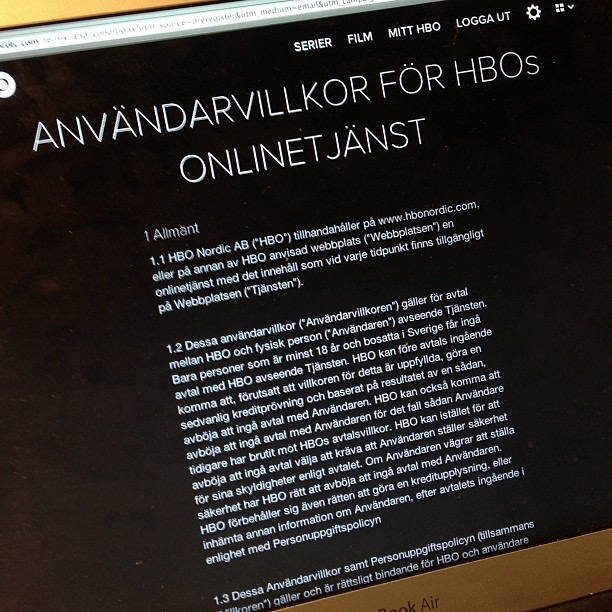 SERIER FILM MITT HBO LOGGA UT
ANVÄNDARVILLKOR FÖR HBOs
ONLINETJÄNST
1 Allmänt
1.1 HBO Nordic AB ("HBO") tillhandahåller på www.hbonordic.com,
eller på annan av HBO anvisad webbplats ("Webbplatsen") en
onlinetjänst med det innehåll som vid varje tidpunkt finns tillgängligt
på Webbplatsen ("Tjänsten").
1.2 Dessa användarvillkor ("Användarvillkoren") gäller för avtal
mellan HBO och fysisk person ("Användaren") avseende Tjänsten.
Bara personer som är minst 18 år och bosatta i Sverige får ingå
avtal med HBO avseende Tjänsten. HBO kan före avtals ingående
komma att, förutsatt att villkoren för detta är uppfyllda, göra en
sedvanlig kreditprövning och baserat på resultatet av en sådan,
avböja att ingå avtal med Användaren. HBO kan också komma att
avböja att ingå avtal med Användaren för det fall sådan Användare
tidigare har brutit mot HBOs avtalsvillkor. HBO kan istället för att
avböja att ingå avtal välja att kräva att Användaren ställer säkerhet
för sina skyldigheter enligt avtalet. Om Användaren vägrar att ställa
säkerhet har HBO rätt att avböja att ingå avtal med Användaren.
HBO förbehåller sig även rätten att göra en kreditupplysning, eller
inhämta annan information om Användaren, efter avtalets ingående i
enlighet med Personuppgiftspolicyn
1.3 Dessa Användarvillkor samt Personuppgiftspolicyn (tillsammans
"Villkoren") gäller och är rättsligt bindande för HBO och användare
Book Air